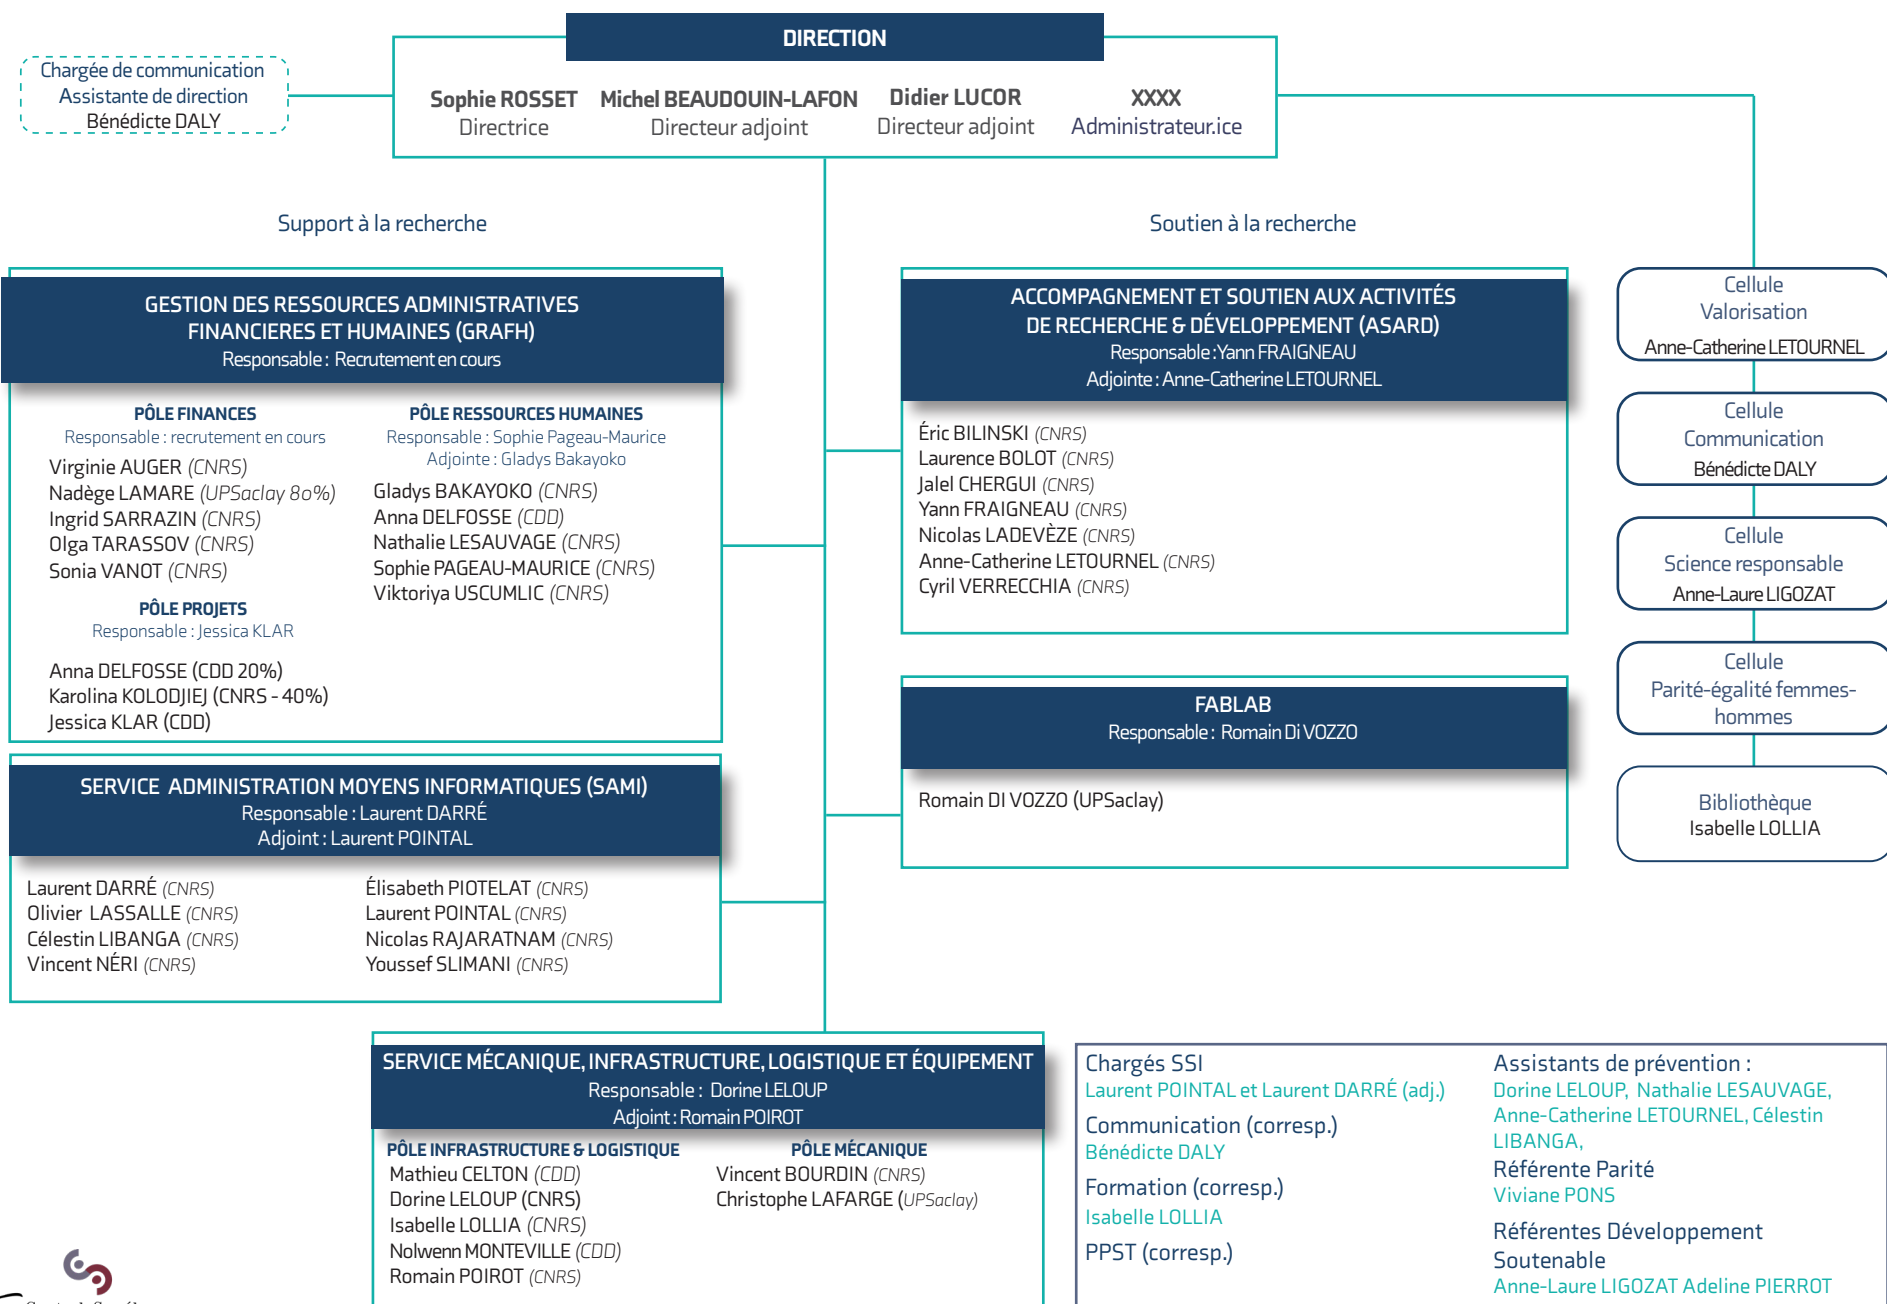 DIRECTION
Chargée de communication
Assistante de direction
Bénédicte DALY
Sophie ROSSET
Directrice
Michel BEAUDOUIN-LAFON
Directeur adjoint
Didier LUCOR
Directeur adjoint
XXXX
Administrateur.ice
Support à la recherche
Soutien à la recherche
GESTION DES RESSOURCES ADMINISTRATIVES
FINANCIERES ET HUMAINES (GRAFH)
Responsable : Recrutement en cours
PÔLE FINANCES
Responsable : recrutement en cours
Virginie AUGER (CNRS)
Nadège LAMARE (UPSaclay 80%)
Ingrid SARRAZIN (CNRS)
Olga TARASSOV (CNRS)
Sonia VANOT (CNRS)
PÔLE PROJETS
Responsable : Jessica KLAR
Anna DELFOSSE (CDD 20%)
Karolina KOLODJIEJ (CNRS - 40%)
Jessica KLAR (CDD)
PÔLE RESSOURCES HUMAINES
Responsable : Sophie Pageau-Maurice
Adjointe : Gladys Bakayoko
Gladys BAKAYOKO (CNRS)
Anna DELFOSSE (CDD)
Nathalie LESAUVAGE (CNRS)
Sophie PAGEAU-MAURICE (CNRS)
Viktoriya USCUMLIC (CNRS)
ACCOMPAGNEMENT ET SOUTIEN AUX ACTIVITÉS
DE RECHERCHE & DÉVELOPPEMENT (ASARD)
Responsable :Yann FRAIGNEAU
Adjointe : Anne-Catherine LETOURNEL
Éric BILINSKI (CNRS)
Laurence BOLOT (CNRS)
Jalel CHERGUI (CNRS)
Yann FRAIGNEAU (CNRS)
Nicolas LADEVÈZE (CNRS)
Anne-Catherine LETOURNEL (CNRS)
Cyril VERRECCHIA (CNRS)
Cellule
Valorisation
Anne-Catherine LETOURNEL
Cellule
Communication
Bénédicte DALY
Cellule
Science responsable
Anne-Laure LIGOZAT
Cellule
Parité-égalité femmes-
hommes
Bibliothèque
Isabelle LOLLIA
FABLAB
Responsable : Romain Di VOZZO
Romain DI VOZZO (UPSaclay)
SERVICE ADMINISTRATION MOYENS INFORMATIQUES (SAMI)
Responsable : Laurent DARRÉ
Adjoint : Laurent POINTAL
Laurent DARRÉ (CNRS)
Olivier LASSALLE (CNRS)
Célestin LIBANGA (CNRS)
Vincent NÉRI (CNRS)
Élisabeth PIOTELAT (CNRS)
Laurent POINTAL (CNRS)
Nicolas RAJARATNAM (CNRS)
Youssef SLIMANI (CNRS)
SERVICE MÉCANIQUE, INFRASTRUCTURE, LOGISTIQUE ET ÉQUIPEMENT
Responsable : Dorine LELOUP
Adjoint : Romain POIROT
PÔLE INFRASTRUCTURE & LOGISTIQUE
Mathieu CELTON (CDD)
Dorine LELOUP (CNRS)
Isabelle LOLLIA (CNRS)
Nolwenn MONTEVILLE (CDD)
Romain POIROT (CNRS)
PÔLE MÉCANIQUE
Vincent BOURDIN (CNRS)
Christophe LAFARGE (UPSaclay)
Chargés SSI
Laurent POINTAL et Laurent DARRÉ (adj.)
Communication (corresp.)
Bénédicte DALY
Formation (corresp.)
Isabelle LOLLIA
PPST (corresp.)
Assistants de prévention :
Dorine LELOUP, Nathalie LESAUVAGE,
Anne-Catherine LETOURNEL, Célestin
LIBANGA,
Référente Parité
Viviane PONS
Référentes Développement
Soutenable
Anne-Laure LIGOZAT Adeline PIERROT